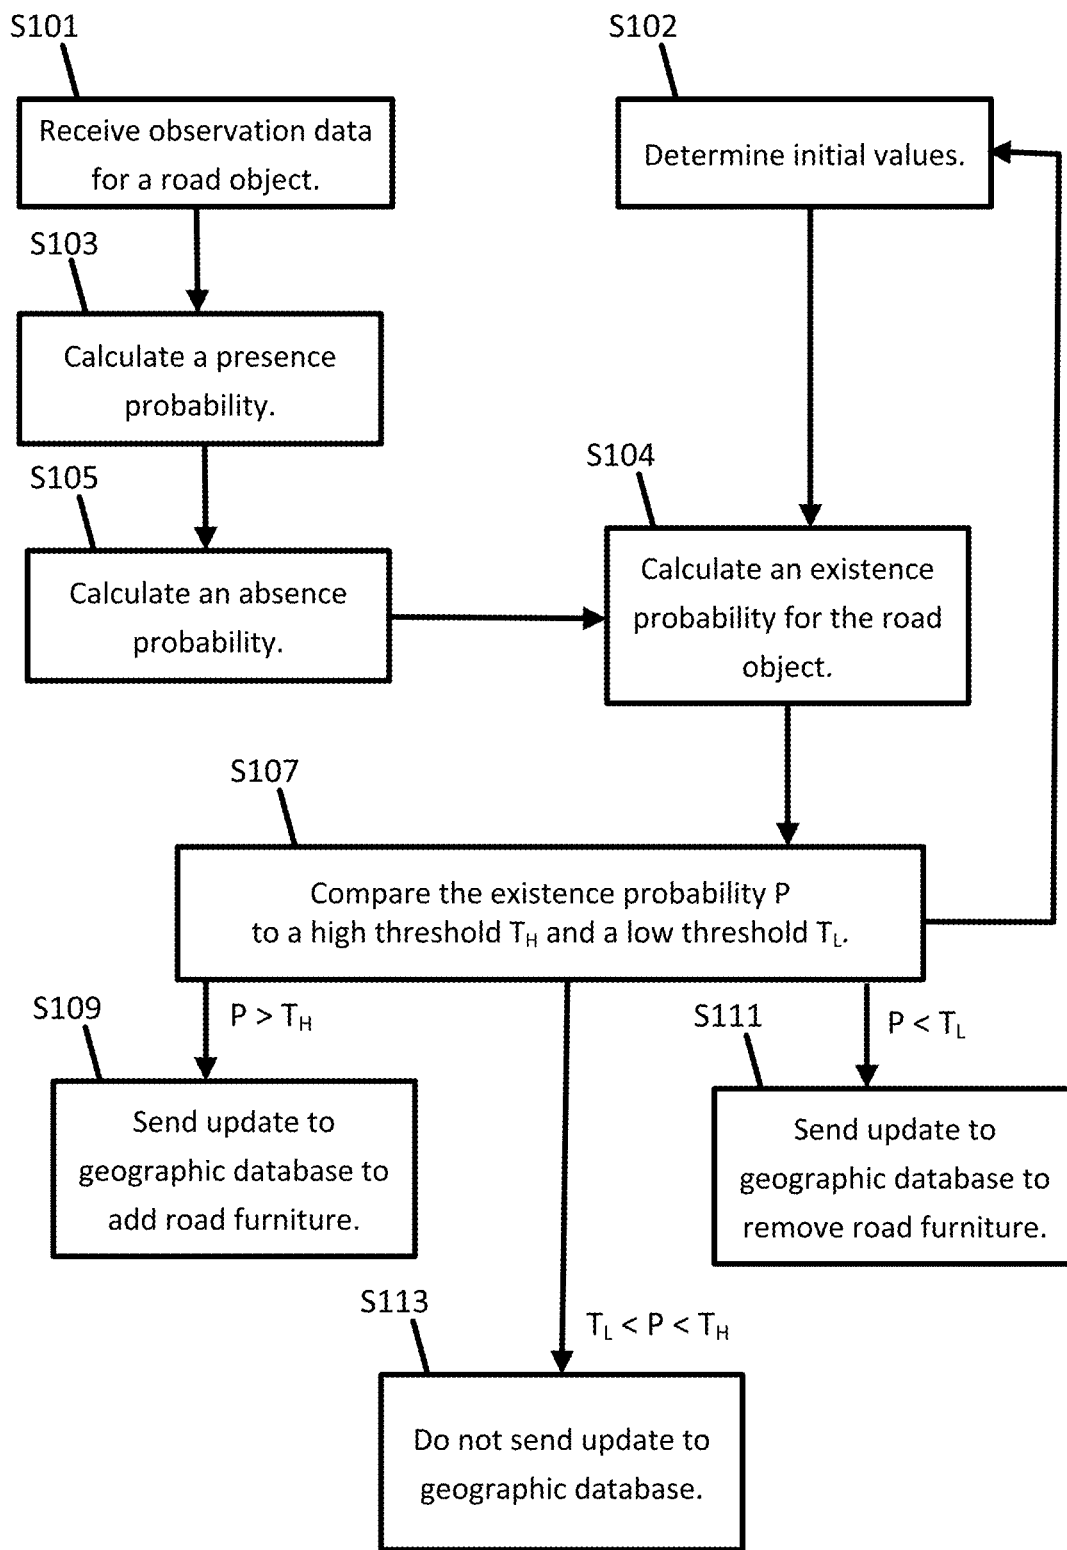 S101
Receive observation data
for a road object.
S102
Determine initial values.
S103
Calculate a presence
probability.
S105
Calculate an absence
probability.
S104
Calculate an existence
probability for the road
object.
S107
Compare the existence probability P
to a high threshold T_H and a low threshold T_L.
P > T_H
S109
Send update to
geographic database to
add road furniture.
P < T_L
S111
Send update to
geographic database to
remove road furniture.
T_L < P < T_H
S113
Do not send update to
geographic database.